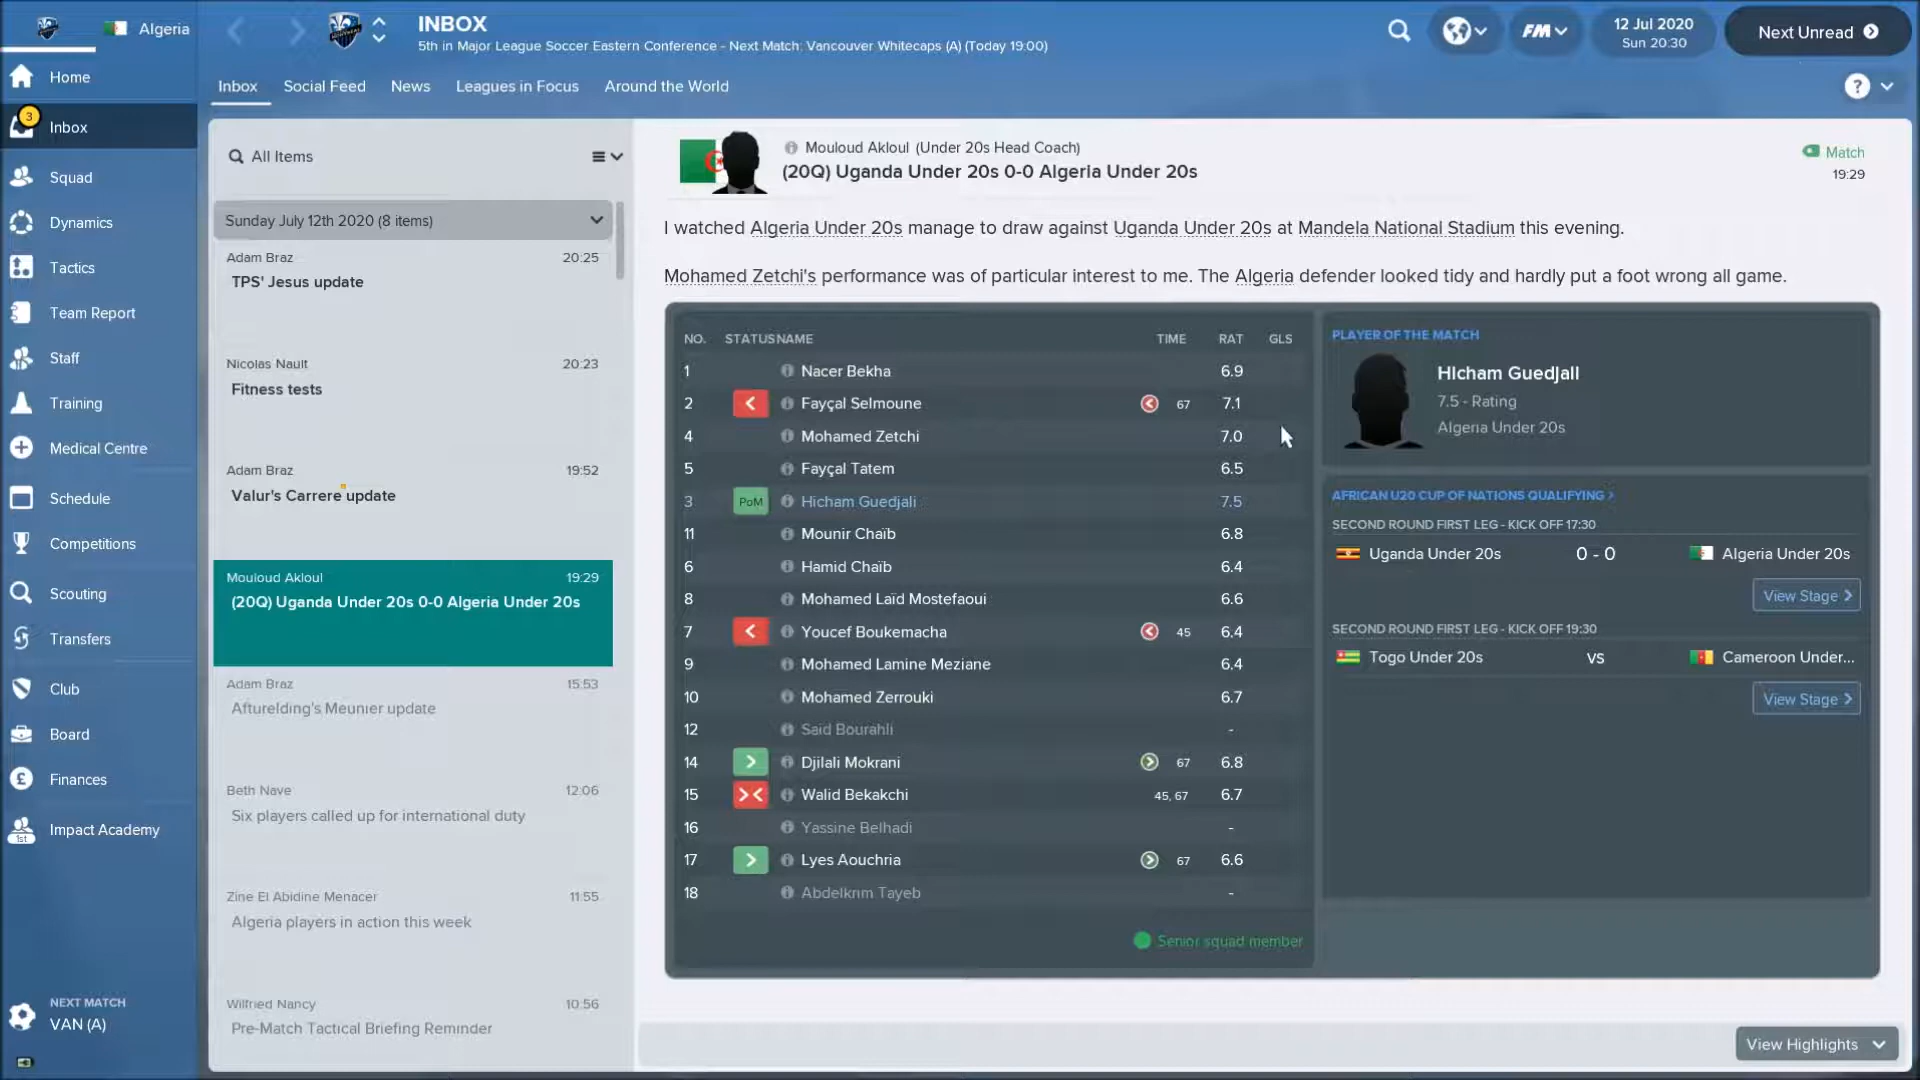 Algeria
INBOX
5th in Major League Soccer Eastern Conference - Next Match: Vancouver Whitecaps (A) (Today 19:00)
FM
12 Jul 2020
Sun 20:30
Next Unread
Home
3
Inbox
Squad
Dynamics
Tactics
Team Report
Staff
Training
Medical Centre
Schedule
Competitions
Scouting
Transfers
Club
Board
Finances
1st
Impact Academy
NEXT MATCH
VAN (A)
Inbox Social Feed News Leagues in Focus Around the World
?
All Items
Sunday July 12th 2020 (8 items)
Adam Braz 20:25
TPS' Jesus update
Nicolas Nault 20:23
Fitness tests
Adam Braz 19:52
Valur's Carrere update
Mouloud Akloul 19:29
(20Q) Uganda Under 20s 0-0 Algeria Under 20s
Adam Braz 15:53
Afturelding's Meunier update
Beth Nave 12:06
Six players called up for international duty
Zine El Abidine Menacer 11:55
Algeria players in action this week
Wilfried Nancy 10:56
Pre-Match Tactical Briefing Reminder
Mouloud Akloul (Under 20s Head Coach)
(20Q) Uganda Under 20s 0-0 Algeria Under 20s
Match
19:29
I watched Algeria Under 20s manage to draw against Uganda Under 20s at Mandela National Stadium this evening.
Mohamed Zetchi's performance was of particular interest to me. The Algeria defender looked tidy and hardly put a foot wrong all game.
NO. STATUS NAME TIME RAT GLS
1 Nacer Bekha 6.9
2 Fayçal Selmoune 67 7.1
4 Mohamed Zetchi 7.0
5 Fayçal Tatem 6.5
3 PoM Hicham Guedjali 7.5
11 Mounir Chaïb 6.8
6 Hamid Chaïb 6.4
8 Mohamed Laïd Mostefaoui 6.6
7 Youcef Boukemacha 45 6.4
9 Mohamed Lamine Meziane 6.4
10 Mohamed Zerrouki 6.7
12 Saïd Bourahli -
14 Djilali Mokrani 67 6.8
15 Walid Bekakchi 45, 67 6.7
16 Yassine Belhadi -
17 Lyes Aouchria 67 6.6
18 Abdelkrim Tayeb -
Senior squad member
PLAYER OF THE MATCH
Hicham Guedjali
7.5 - Rating
Algeria Under 20s
AFRICAN U20 CUP OF NATIONS QUALIFYING >
SECOND ROUND FIRST LEG - KICK OFF 17:30
Uganda Under 20s 0 - 0 Algeria Under 20s
View Stage >
SECOND ROUND FIRST LEG - KICK OFF 19:30
Togo Under 20s vs Cameroon Under...
View Stage >
View Highlights